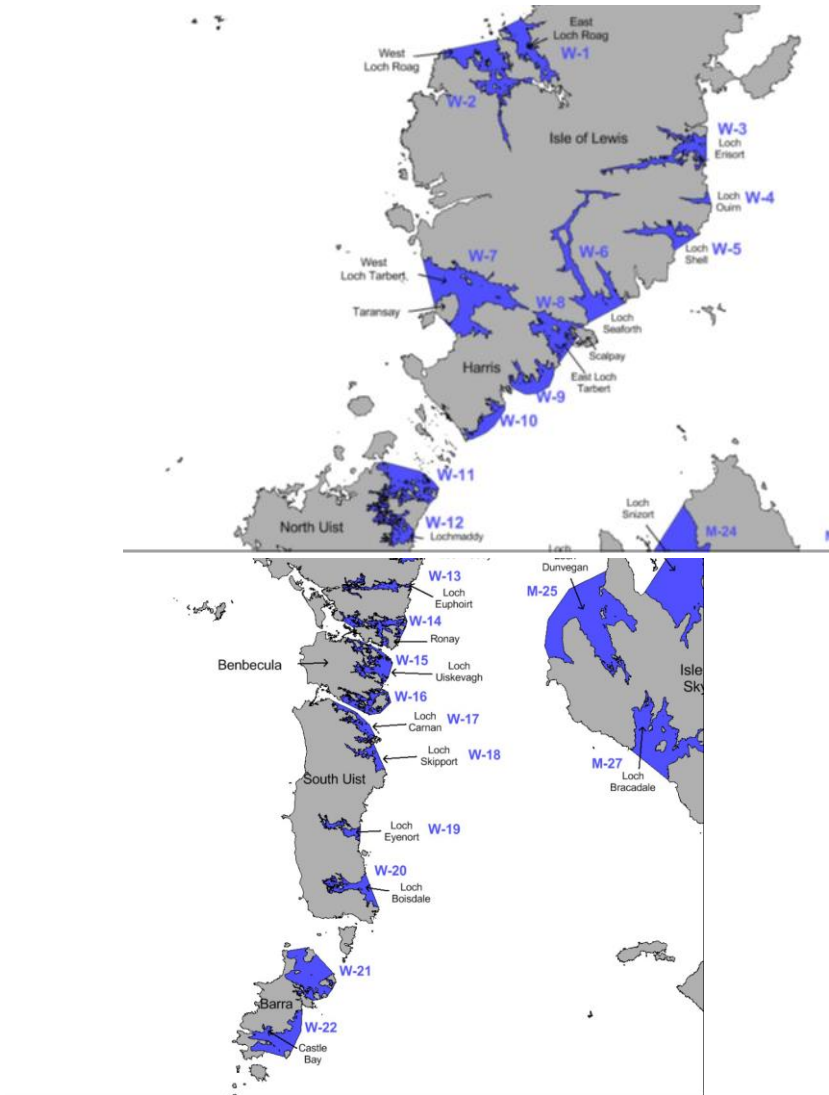 East
Loch Roag
W-1
West
Loch Roag
W-2
Isle of Lewis
W-3
Loch
Erisort
Loch
Ouirn
W-4
W-5
Loch
Shell
W-6
W-7
West
Loch Tarbert
Taransay
W-8
Loch
Seaforth
Scalpay
East Loch
Tarbert
Harris
W-9
W-10
W-11
North Uist
W-12
Lochmaddy
Loch
Snizort
M-24
Loch
W-13
Loch
Euphoirt
Dunvegan
M-25
W-14
Ronay
Benbecula
W-15
Loch
Uiskevagh
Isle
Sky
W-16
Loch
Carnan
W-17
Loch
Skipport
W-18
M-27
Loch
Bracadale
South Uist
Loch
Eyenort
W-19
W-20
Loch
Boisdale
W-21
Barra
W-22
Castle
Bay